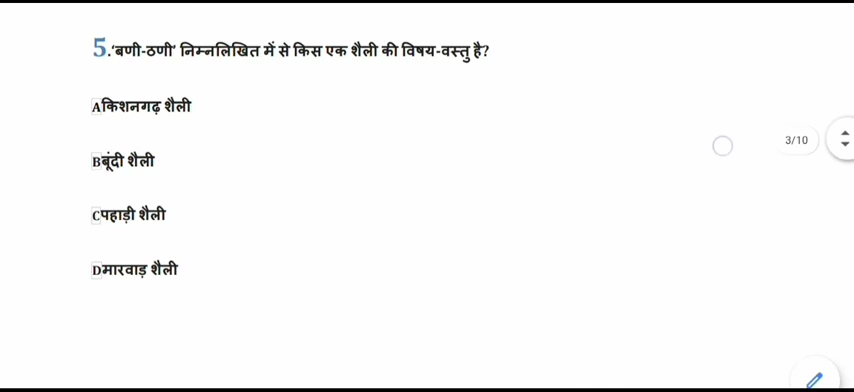 5.‘बणी-ठणी’ निम्नलिखित में से किस एक शैली की विषय-वस्तु है?
Aकिशनगढ़ शैली
3/10
Bबूंदी शैली
Cपहाड़ी शैली
Dमारवाड़ शैली